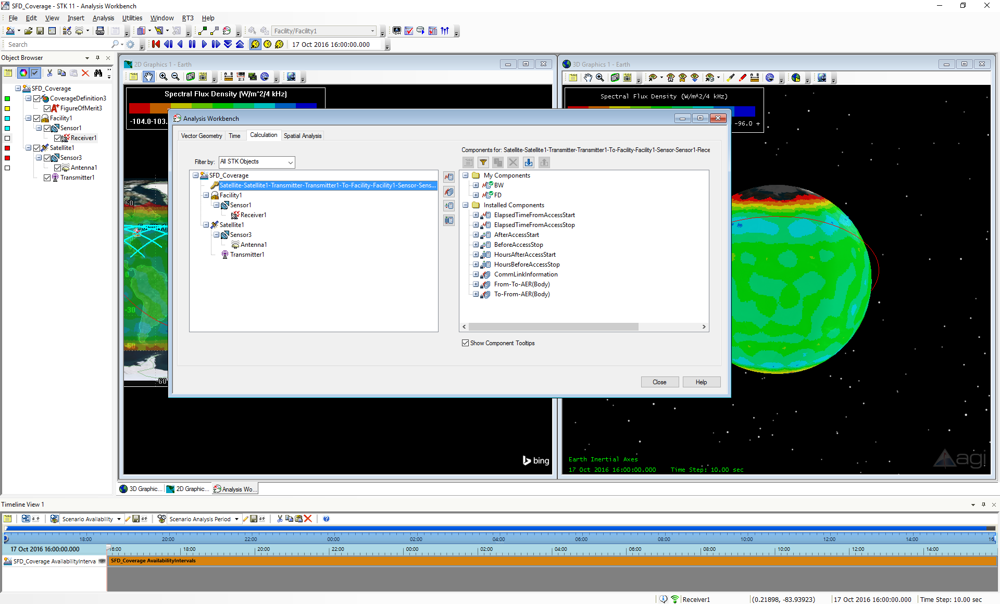 SFD_Coverage - STK 11 - Analysis Workbench
File Edit View Insert Analysis Utilities Window RT3 Help
Facility/Facility1
Search
17 Oct 2016 16:00:00.000
Object Browser
SFD_Coverage
CoverageDefinition3
FigureOfMerit3
Facility1
Sensor1
Receiver1
Satellite1
Sensor3
Antenna1
Transmitter1
2D Graphics 1 - Earth
Spectral Flux Density (W/m^2/4 kHz)
-104.0-103.
60
0
-30
-60
-60
bing
3D Graphics 1 - Earth
Spectral Flux Density (W/m^2/4 kHz)
-96.0 +
Earth Inertial Axes
17 Oct 2016 16:00:00.000 Time Step: 10.00 sec
agi
Analysis Workbench
Vector Geometry Time Calculation Spatial Analysis
Filter by: All STK Objects
SFD_Coverage
Satellite-Satellite1-Transmitter-Transmitter1-To-Facility-Facility1-Sensor-Sens...
Facility1
Sensor1
Receiver1
Satellite1
Sensor3
Antenna1
Transmitter1
Components for: Satellite-Satellite1-Transmitter-Transmitter1-To-Facility-Facility1-Sensor-Sensor1-Rece
My Components
BW
FD
Installed Components
ElapsedTimeFromAccessStart
ElapsedTimeFromAccessStop
AfterAccessStart
BeforeAccessStop
HoursAfterAccessStart
HoursBeforeAccessStop
CommLinkInformation
From-To-AER(Body)
To-From-AER(Body)
Show Component Tooltips
Close Help
3D Graphic... 2D Graphic... Analysis Wo...
Timeline View 1
Scenario Availability Scenario Analysis Period
18:00 20:00 22:00 00:00 02:00 04:00 06:00 08:00 10:00 12:00 14:00 16
17 Oct 2016 16:00:00.000 6:00 18:00 20:00 22:00 00:00 02:00 04:00 06:00 08:00 10:00 12:00 14:00
SFD_Coverage AvailabilityInterva SFD_Coverage AvailabilityIntervals
Receiver1 (0.21898, -83.93923) 17 Oct 2016 16:00:00.000 Time Step: 10.00 sec